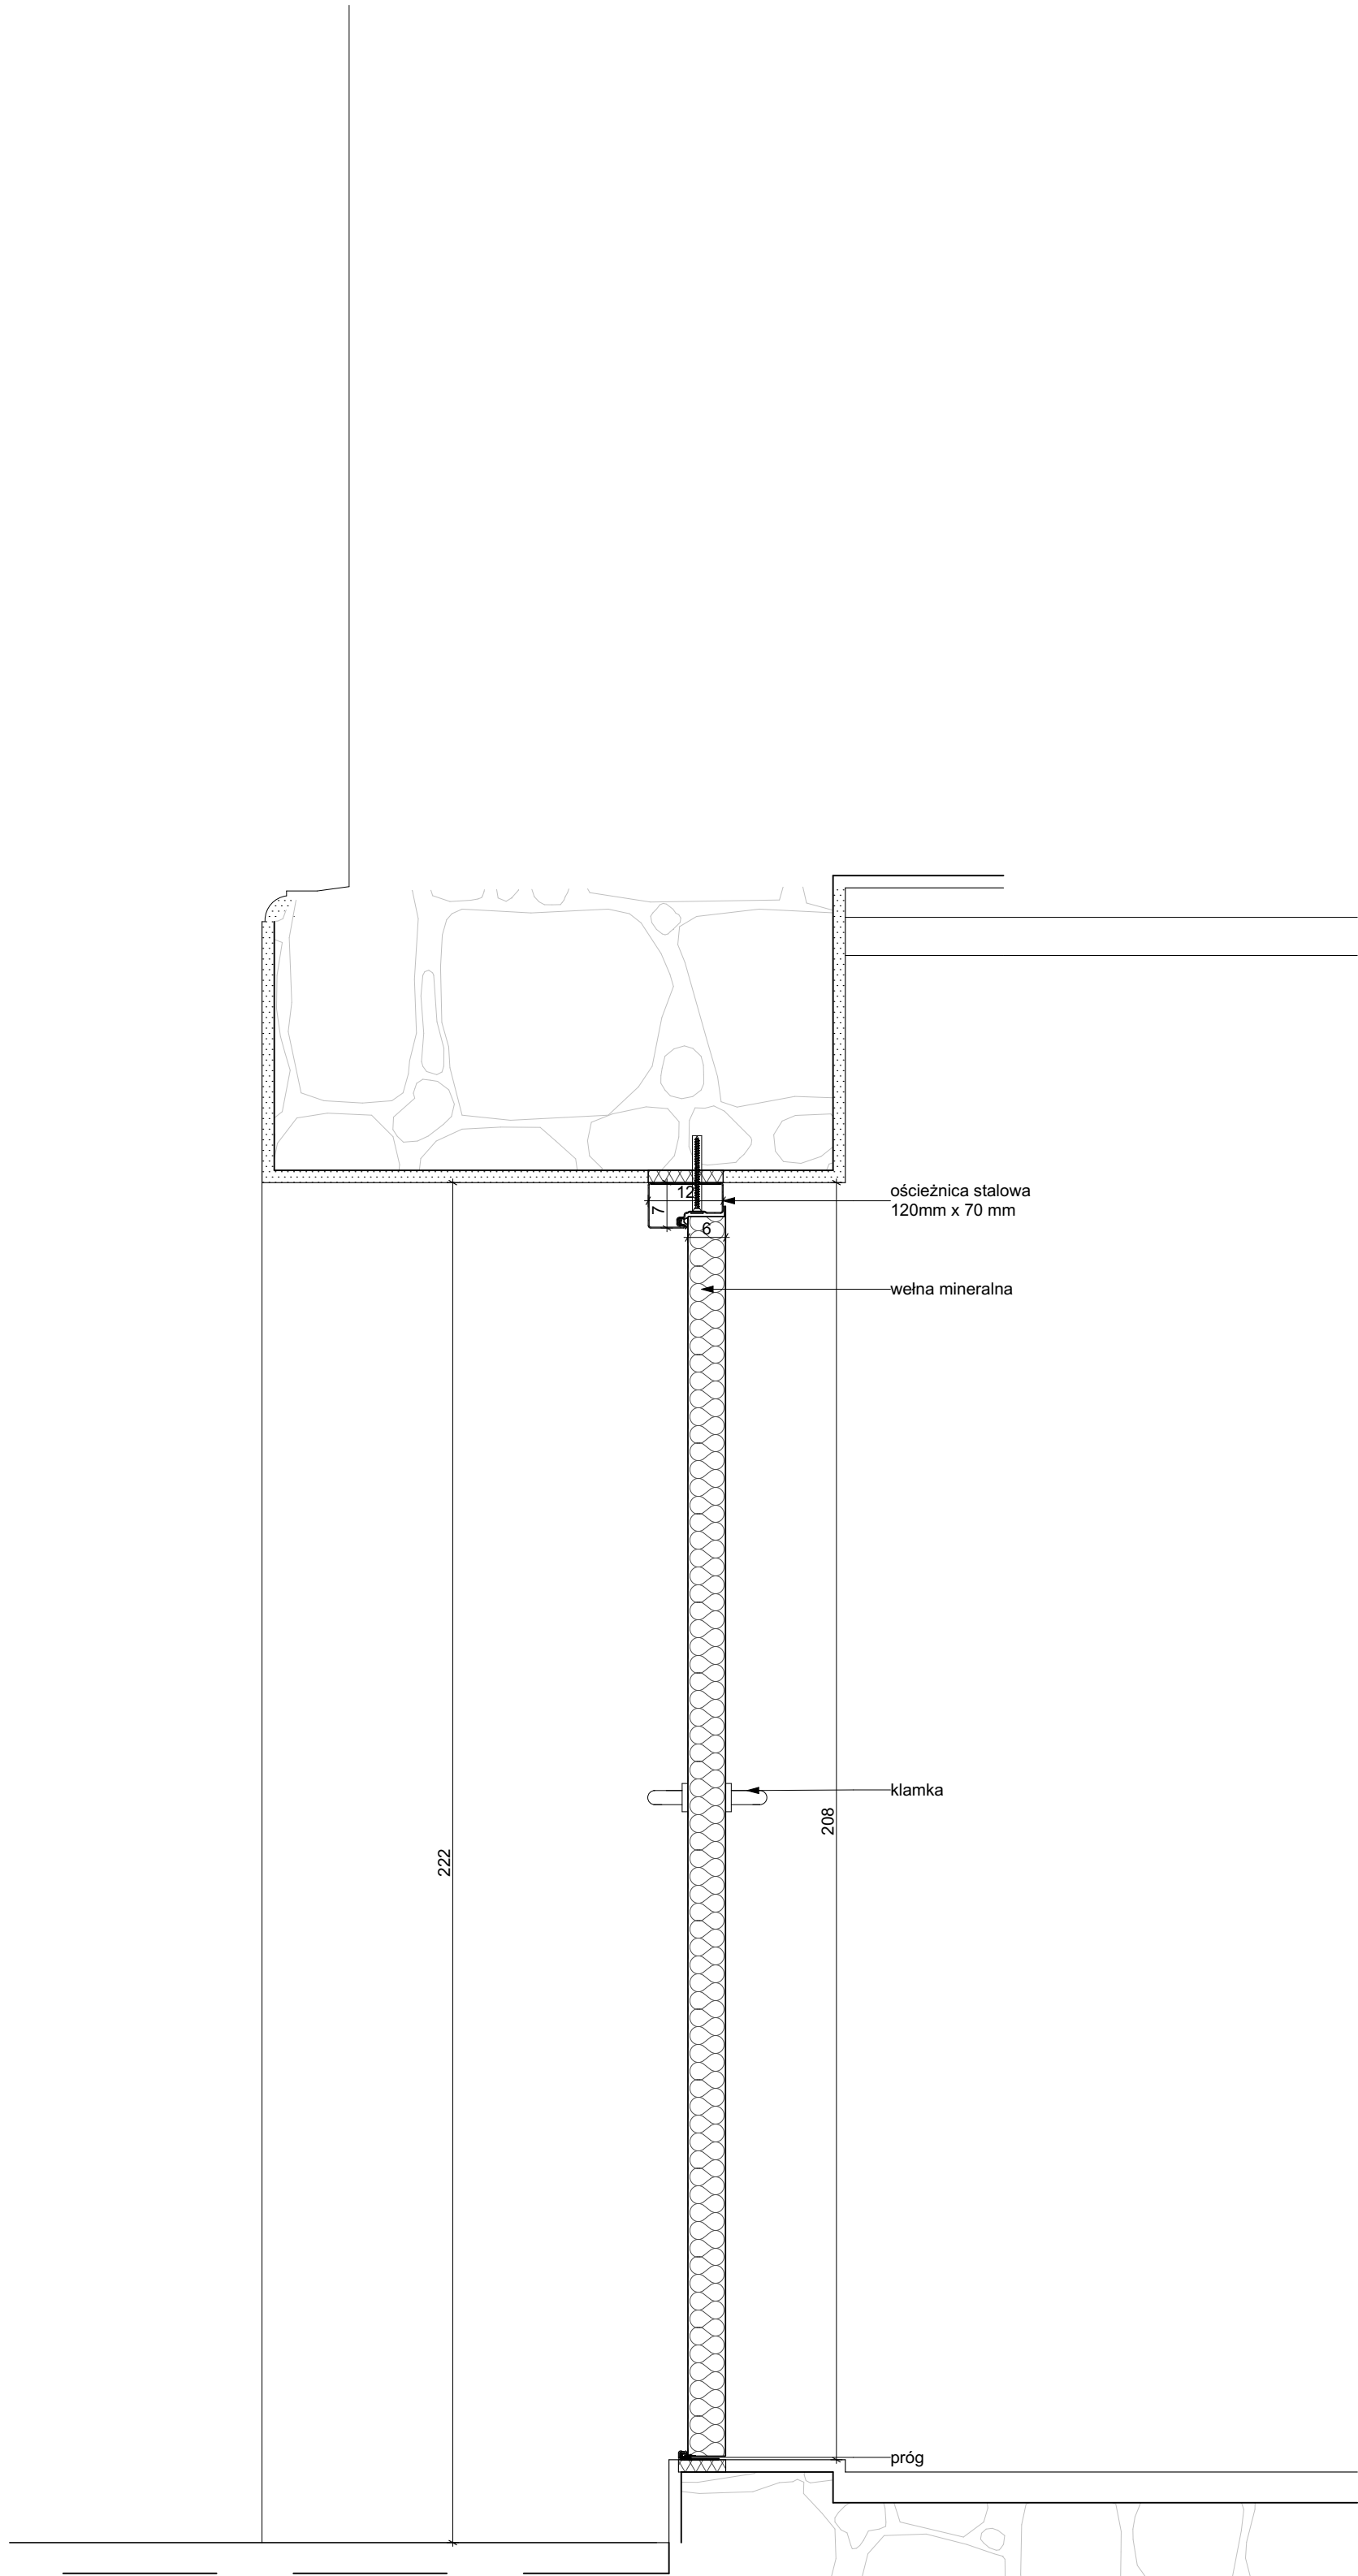 12
7
6
ościeżnica stalowa
120mm x 70 mm
wełna mineralna
klamka
208
222
próg